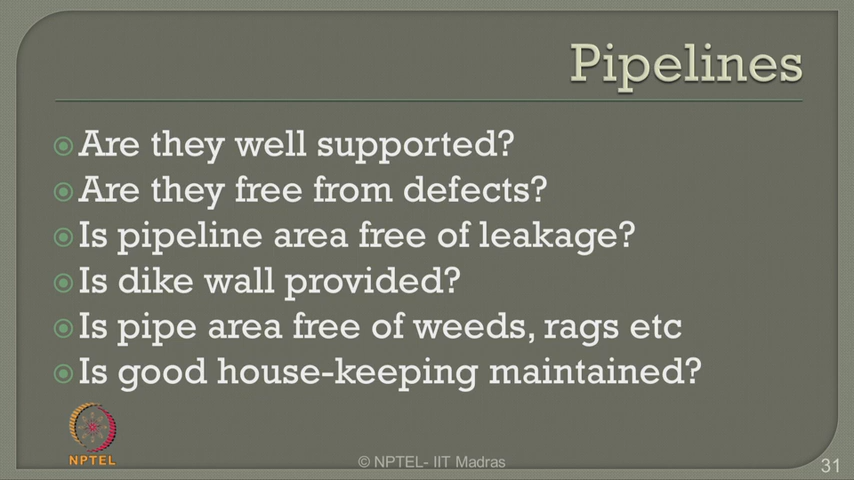 Pipelines
Are they well supported?
Are they free from defects?
Is pipeline area free of leakage?
Is dike wall provided?
Is pipe area free of weeds, rags etc
Is good house-keeping maintained?
NPTEL
© NPTEL- IIT Madras
31